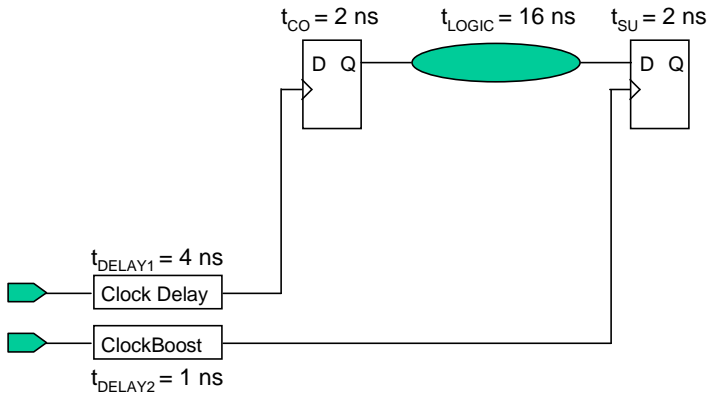 tCO = 2 ns
tLOGIC = 16 ns
tSU = 2 ns
D Q
D Q
tDELAY1 = 4 ns
Clock Delay
ClockBoost
tDELAY2 = 1 ns